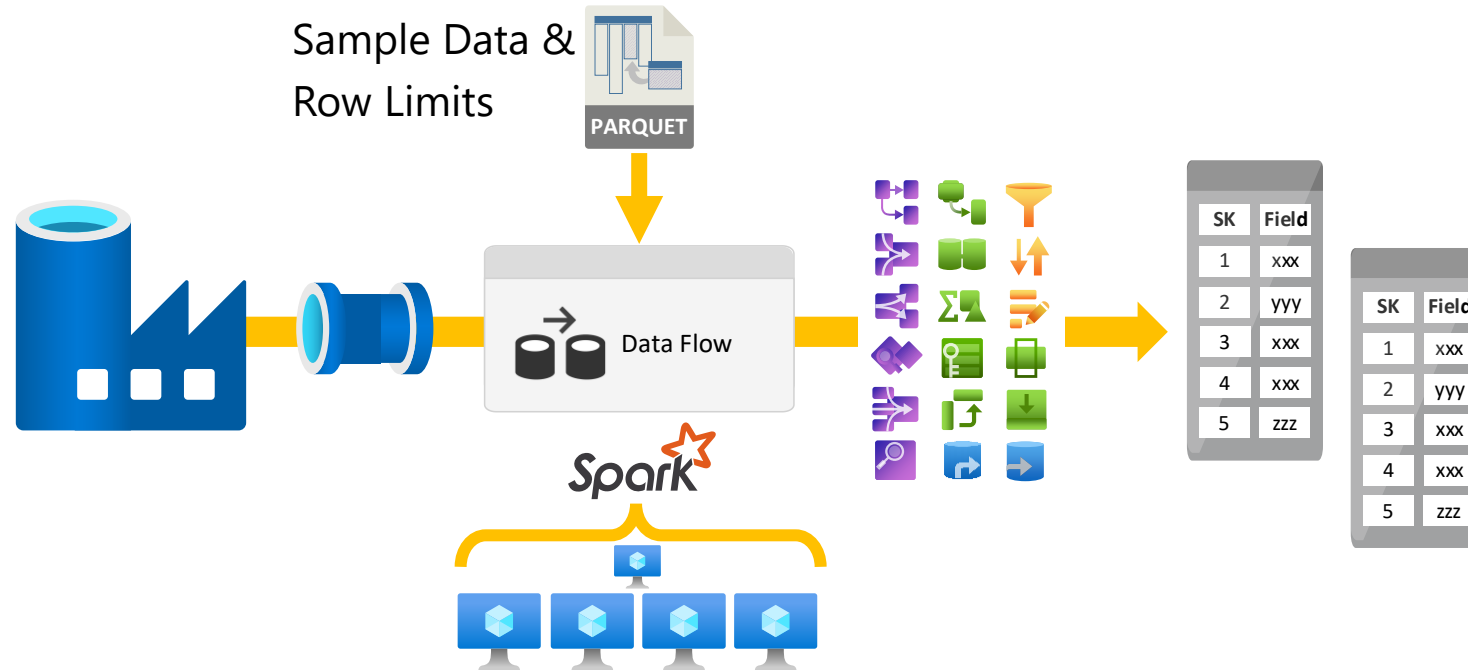 Sample Data &
Row Limits
PARQUET
Data Flow
Spark
SK Field
1 xxx
2 yyy
3 xxx
4 xxx
5 zzz
SK Field
1 xxx
2 yyy
3 xxx
4 xxx
5 zzz